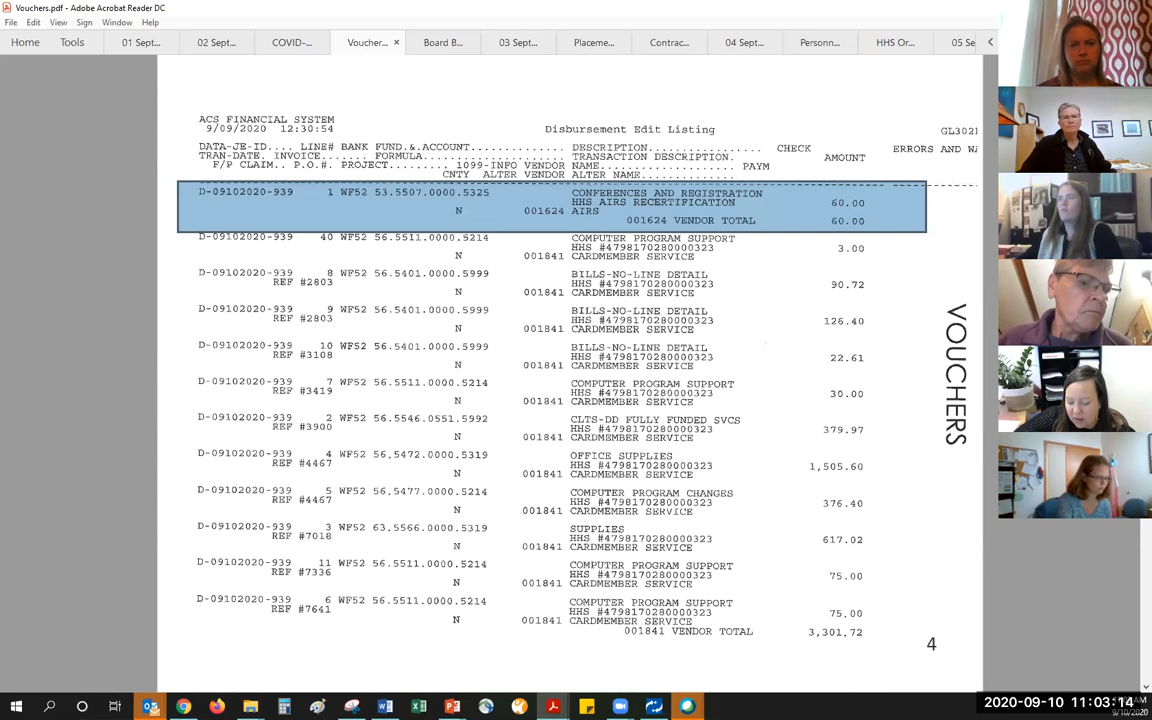 Vouchers.pdf - Adobe Acrobat Reader DC
File Edit View Sign Window Help
Home Tools 01 Sept... 02 Sept... COVID-... Voucher... × Board B... 03 Sept... Placeme... Contrac... 04 Sept... Personn... HHS Or... 05 Se
ACS FINANCIAL SYSTEM
9/09/2020 12:30:54 Disbursement Edit Listing GL302
DATA-JE-ID.... LINE# BANK FUND.&.ACCOUNT.............. DESCRIPTION................ CHECK ERRORS AND WA
TRAN-DATE. INVOICE....... FORMULA...................... TRANSACTION DESCRIPTION. AMOUNT
F/P CLAIM.. P.O.#. PROJECT......... 1099-INFO VENDOR NAME................... PAYM
CNTY ALTER VENDOR ALTER NAME..............
D-09102020-939 1 WF52 53.5507.0000.5325 CONFERENCES AND REGISTRATION
HHS AIRS RECERTIFICATION 60.00
N 001624 AIRS
001624 VENDOR TOTAL 60.00
D-09102020-939 40 WF52 56.5511.0000.5214 COMPUTER PROGRAM SUPPORT
HHS #4798170280000323 3.00
N 001841 CARDMEMBER SERVICE
D-09102020-939 8 WF52 56.5401.0000.5999 BILLS-NO-LINE DETAIL
REF #2803 HHS #4798170280000323 90.72
N 001841 CARDMEMBER SERVICE
D-09102020-939 9 WF52 56.5401.0000.5999 BILLS-NO-LINE DETAIL
REF #2803 HHS #4798170280000323 126.40
N 001841 CARDMEMBER SERVICE
D-09102020-939 10 WF52 56.5401.0000.5999 BILLS-NO-LINE DETAIL
REF #3108 HHS #4798170280000323 22.61
N 001841 CARDMEMBER SERVICE
D-09102020-939 7 WF52 56.5511.0000.5214 COMPUTER PROGRAM SUPPORT
REF #3419 HHS #4798170280000323 30.00
N 001841 CARDMEMBER SERVICE
D-09102020-939 2 WF52 56.5546.0551.5992 CLTS-DD FULLY FUNDED SVCS
REF #3900 HHS #4798170280000323 379.97
N 001841 CARDMEMBER SERVICE
D-09102020-939 4 WF52 56.5472.0000.5319 OFFICE SUPPLIES
REF #4467 HHS #4798170280000323 1,505.60
N 001841 CARDMEMBER SERVICE
D-09102020-939 5 WF52 56.5477.0000.5214 COMPUTER PROGRAM CHANGES
REF #4467 HHS #4798170280000323 376.40
N 001841 CARDMEMBER SERVICE
D-09102020-939 3 WF52 63.5566.0000.5319 SUPPLIES
REF #7018 HHS #4798170280000323 617.02
N 001841 CARDMEMBER SERVICE
D-09102020-939 11 WF52 56.5511.0000.5214 COMPUTER PROGRAM SUPPORT
REF #7336 HHS #4798170280000323 75.00
N 001841 CARDMEMBER SERVICE
D-09102020-939 6 WF52 56.5511.0000.5214 COMPUTER PROGRAM SUPPORT
REF #7641 HHS #4798170280000323 75.00
N 001841 CARDMEMBER SERVICE
001841 VENDOR TOTAL 3,301.72
VOUCHERS
4
2020-09-10 11:03:14
9/10/2020